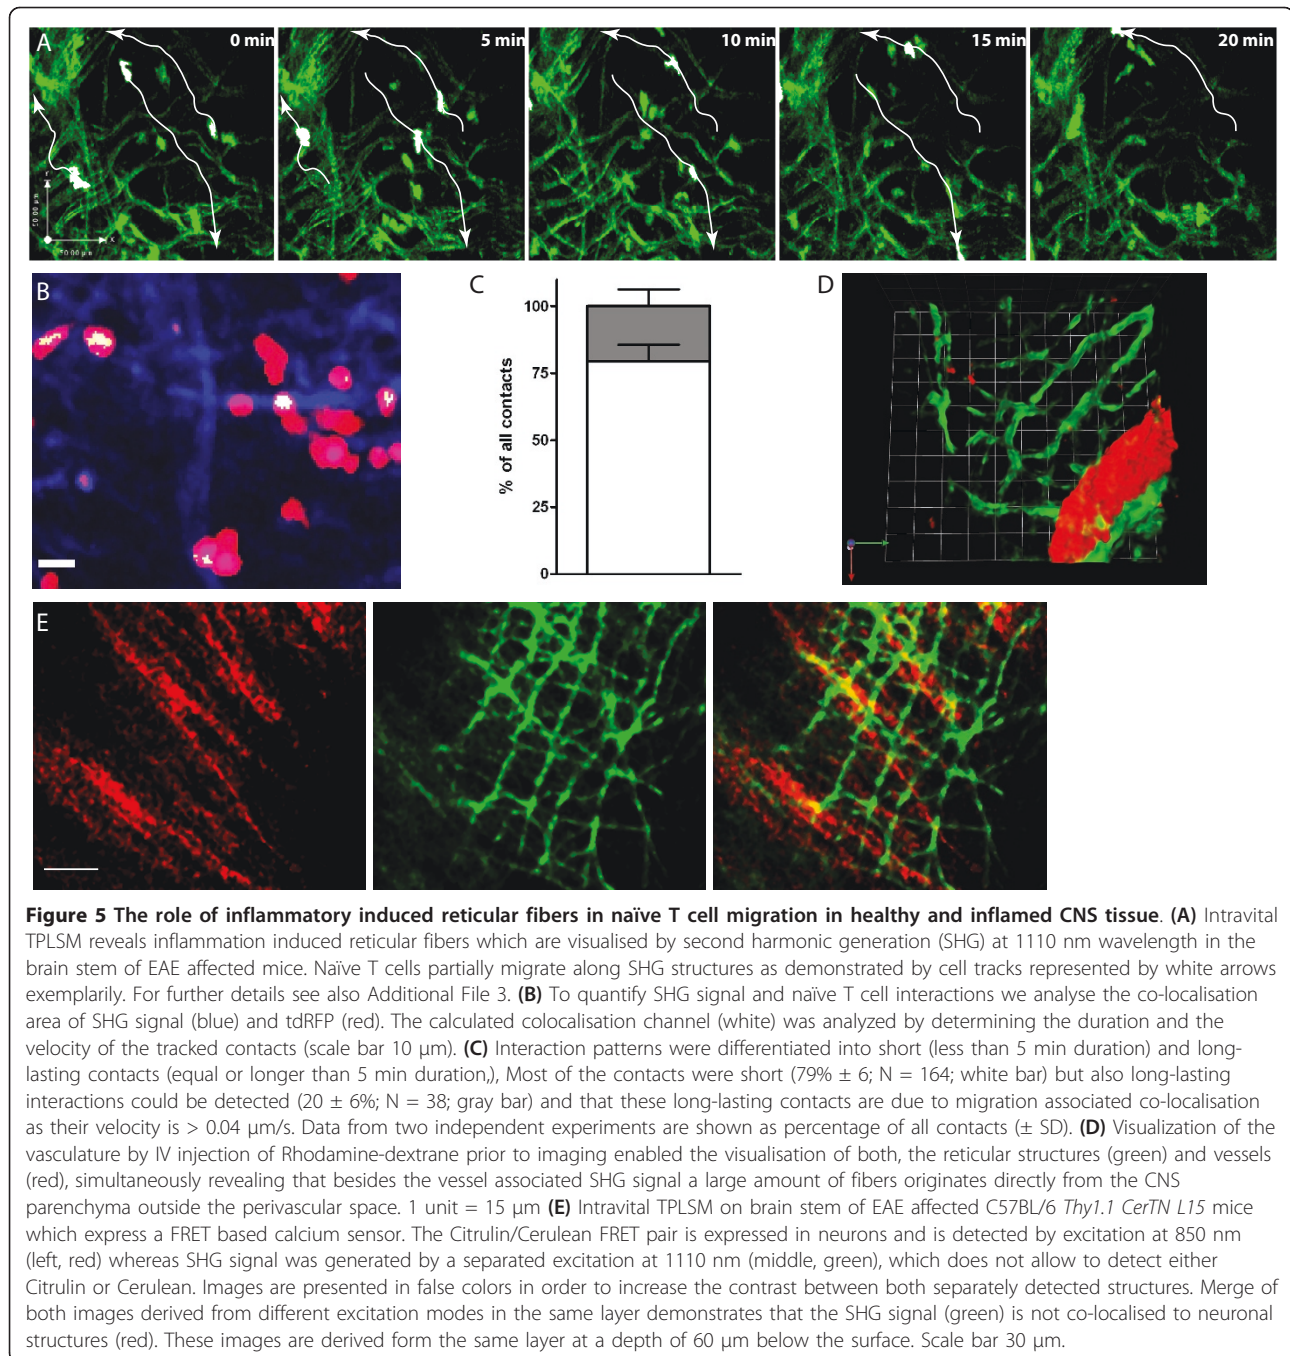 A
0 min
5 min
10 min
15 min
20 min
B
C
100
75
50
25
0
% of all contacts
D
E
Figure 5 The role of inflammatory induced reticular fibers in naïve T cell migration in healthy and inflamed CNS tissue. (A) Intravital
TPLSM reveals inflammation induced reticular fibers which are visualised by second harmonic generation (SHG) at 1110 nm wavelength in the
brain stem of EAE affected mice. Naïve T cells partially migrate along SHG structures as demonstrated by cell tracks represented by white arrows
exemplarily. For further details see also Additional File 3. (B) To quantify SHG signal and naïve T cell interactions we analyse the co-localisation
area of SHG signal (blue) and tdRFP (red). The calculated colocalisation channel (white) was analyzed by determining the duration and the
velocity of the tracked contacts (scale bar 10 μm). (C) Interaction patterns were differentiated into short (less than 5 min duration) and long-
lasting contacts (equal or longer than 5 min duration,), Most of the contacts were short (79% ± 6; N = 164; white bar) but also long-lasting
interactions could be detected (20 ± 6%; N = 38; gray bar) and that these long-lasting contacts are due to migration associated co-localisation
as their velocity is > 0.04 μm/s. Data from two independent experiments are shown as percentage of all contacts (± SD). (D) Visualization of the
vasculature by IV injection of Rhodamine-dextrane prior to imaging enabled the visualisation of both, the reticular structures (green) and vessels
(red), simultaneously revealing that besides the vessel associated SHG signal a large amount of fibers originates directly from the CNS
parenchyma outside the perivascular space. 1 unit = 15 μm (E) Intravital TPLSM on brain stem of EAE affected C57BL/6 Thy1.1 CerTN L15 mice
which express a FRET based calcium sensor. The Citrulin/Cerulean FRET pair is expressed in neurons and is detected by excitation at 850 nm
(left, red) whereas SHG signal was generated by a separated excitation at 1110 nm (middle, green), which does not allow to detect either
Citrulin or Cerulean. Images are presented in false colors in order to increase the contrast between both separately detected structures. Merge of
both images derived from different excitation modes in the same layer demonstrates that the SHG signal (green) is not co-localised to neuronal
structures (red). These images are derived form the same layer at a depth of 60 μm below the surface. Scale bar 30 μm.